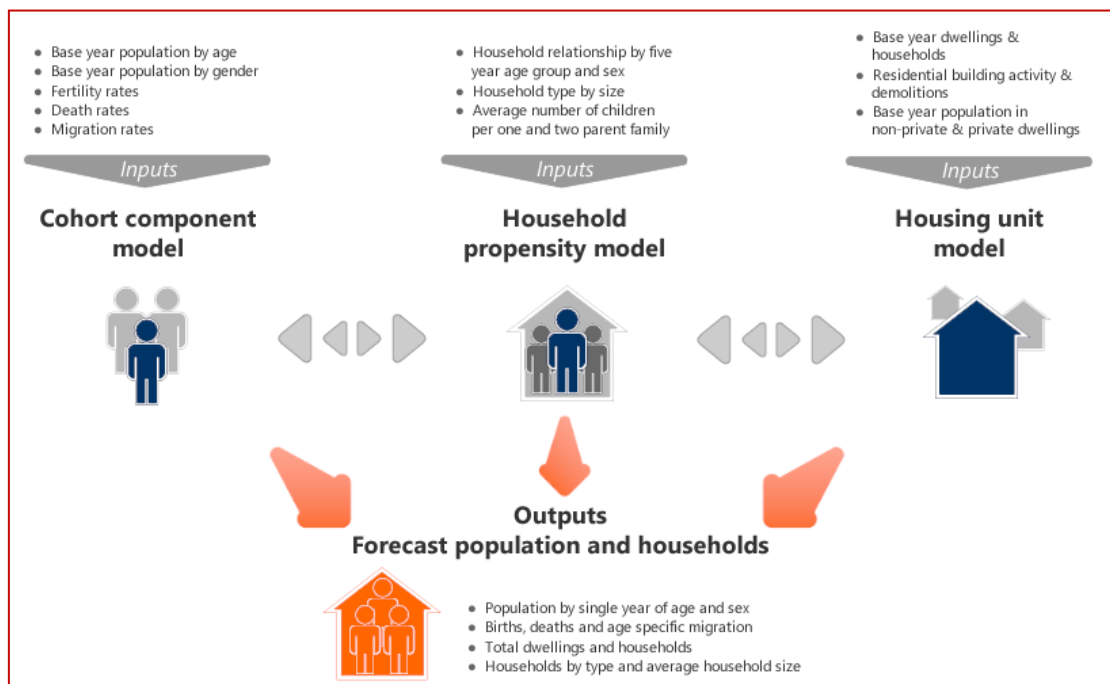 • Base year population by age
• Base year population by gender
• Fertility rates
• Death rates
• Migration rates
Inputs
Cohort component
model
• Household relationship by five
year age group and sex
• Household type by size
• Average number of children
per one and two parent family
Inputs
Household
propensity model
• Base year dwellings &
households
• Residential building activity &
demolitions
• Base year population in
non-private & private dwellings
Inputs
Housing unit
model
Outputs
Forecast population and households
• Population by single year of age and sex
• Births, deaths and age specific migration
• Total dwellings and households
• Households by type and average household size